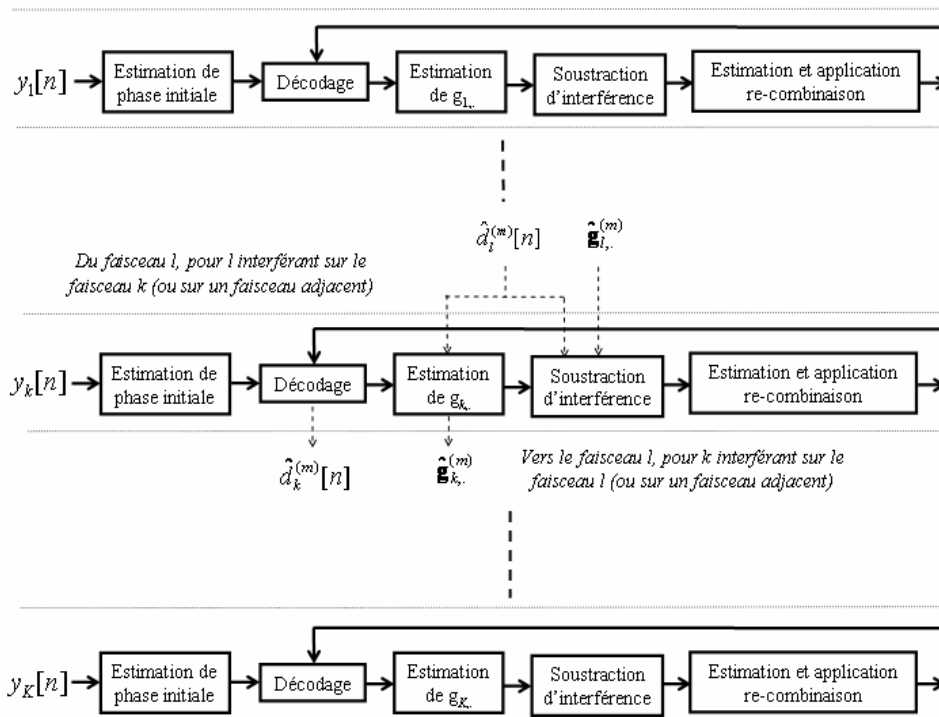 y₁[n]
Estimation de
phase initiale
Décodage
Estimation
de g₁,.
Soustraction
d'interférence
Estimation et application
re-combinaison
d̂ₗ⁽ᵐ⁾[n]
ĝₗ,.⁽ᵐ⁾
Du faisceau l, pour l interférant sur le
faisceau k (ou sur un faisceau adjacent)
yₖ[n]
Estimation de
phase initiale
Décodage
Estimation
de gₖ,.
Soustraction
d'interférence
Estimation et application
re-combinaison
d̂ₖ⁽ᵐ⁾[n]
ĝₖ,.⁽ᵐ⁾
Vers le faisceau l, pour k interférant sur le
faisceau l (ou sur un faisceau adjacent)
y_K[n]
Estimation de
phase initiale
Décodage
Estimation
de g_K,.
Soustraction
d'interférence
Estimation et application
re-combinaison